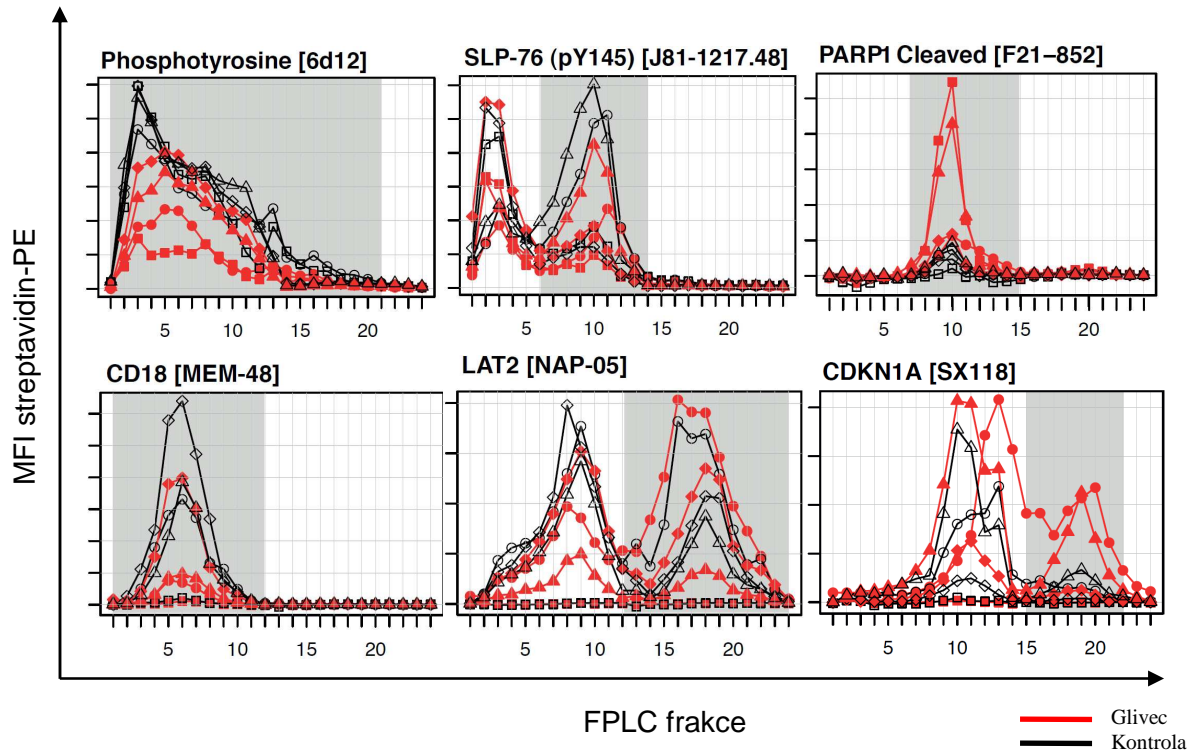 Phosphotyrosine [6d12]
SLP-76 (pY145) [J81-1217.48]
PARP1 Cleaved [F21–852]
5 10 15 20
5 10 15 20
5 10 15 20
CD18 [MEM-48]
LAT2 [NAP-05]
CDKN1A [SX118]
5 10 15 20
5 10 15 20
5 10 15 20
MFI streptavidin-PE
FPLC frakce
Glivec
Kontrola